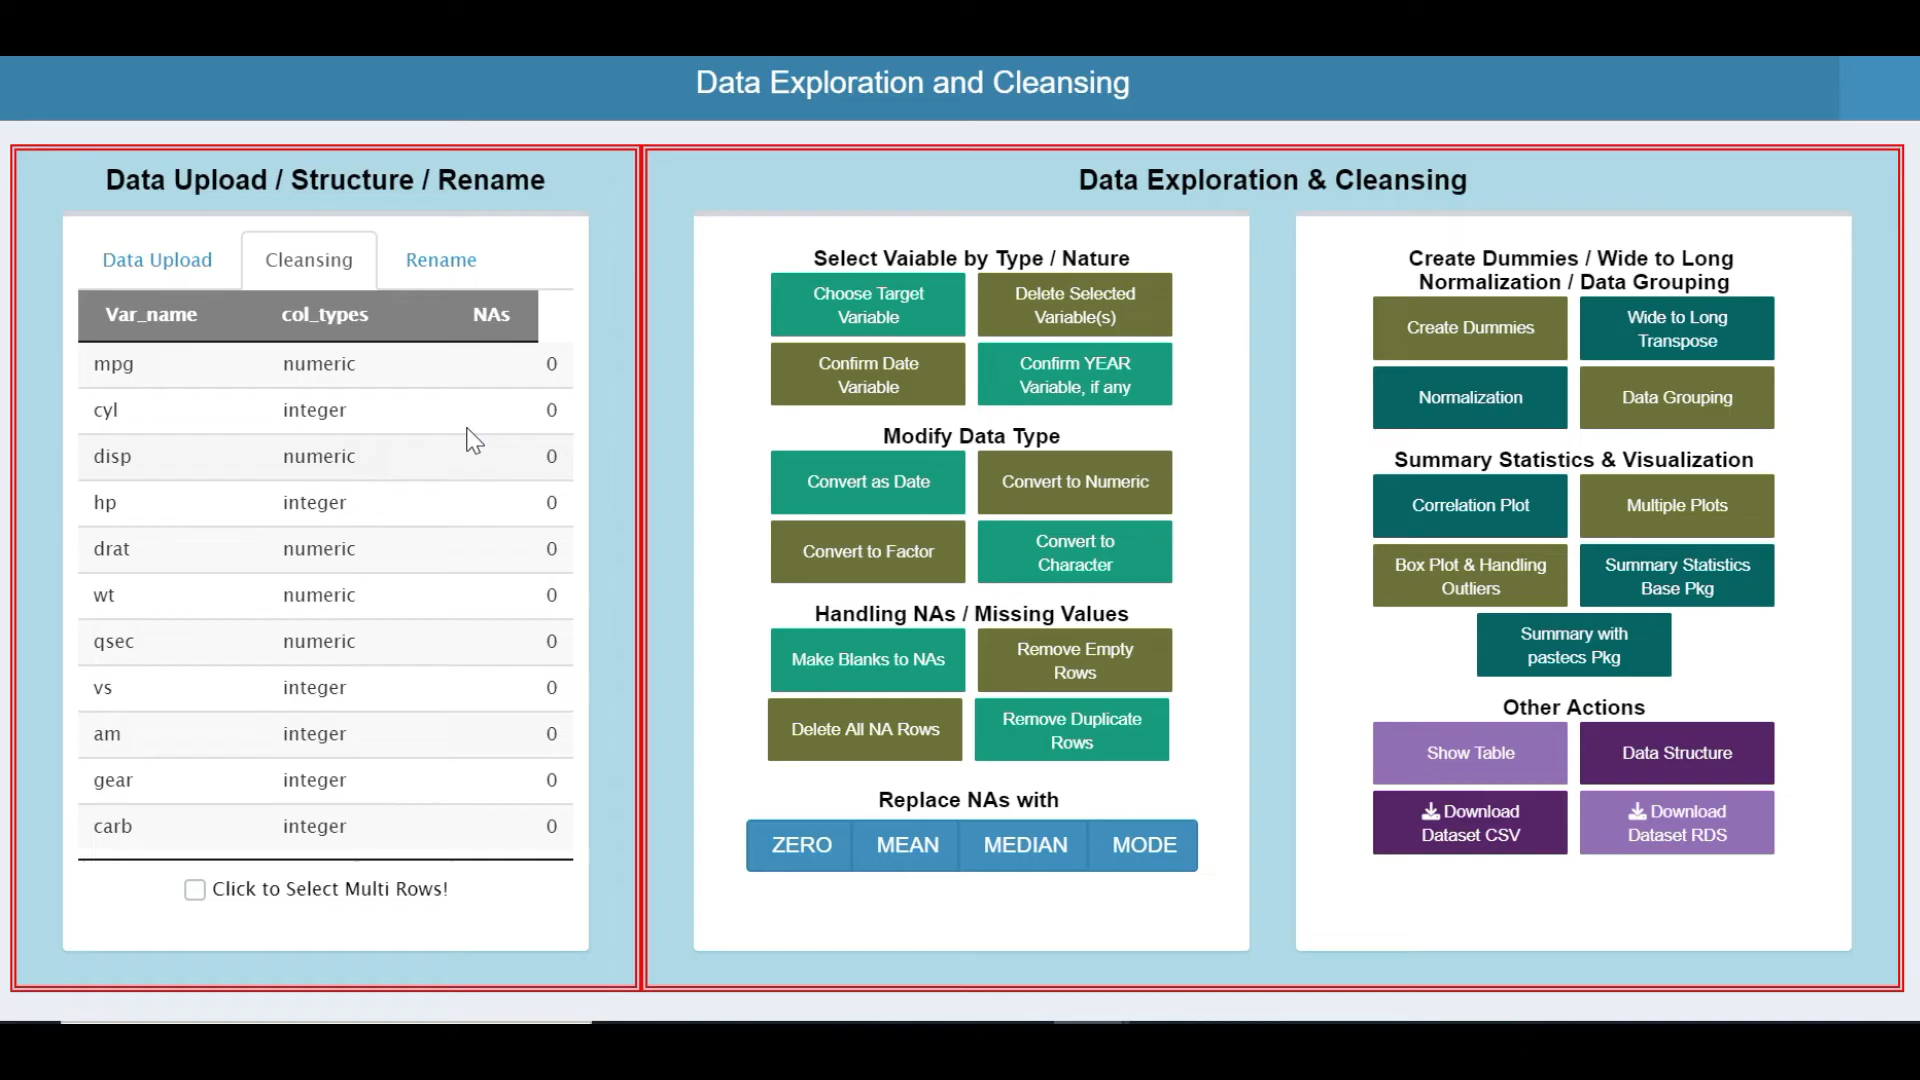 Data Exploration and Cleansing
Data Upload / Structure / Rename
Data Upload Cleansing Rename
Var_name col_types NAs
mpg numeric 0
cyl integer 0
disp numeric 0
hp integer 0
drat numeric 0
wt numeric 0
qsec numeric 0
vs integer 0
am integer 0
gear integer 0
carb integer 0
Click to Select Multi Rows!
Data Exploration & Cleansing
Select Vaiable by Type / Nature
Choose Target
Variable
Delete Selected
Variable(s)
Confirm Date
Variable
Confirm YEAR
Variable, if any
Modify Data Type
Convert as Date
Convert to Numeric
Convert to Factor
Convert to
Character
Handling NAs / Missing Values
Make Blanks to NAs
Remove Empty
Rows
Delete All NA Rows
Remove Duplicate
Rows
Replace NAs with
ZERO MEAN MEDIAN MODE
Create Dummies / Wide to Long
Normalization / Data Grouping
Create Dummies
Wide to Long
Transpose
Normalization
Data Grouping
Summary Statistics & Visualization
Correlation Plot
Multiple Plots
Box Plot & Handling
Outliers
Summary Statistics
Base Pkg
Summary with
pastecs Pkg
Other Actions
Show Table
Data Structure
Download
Dataset CSV
Download
Dataset RDS